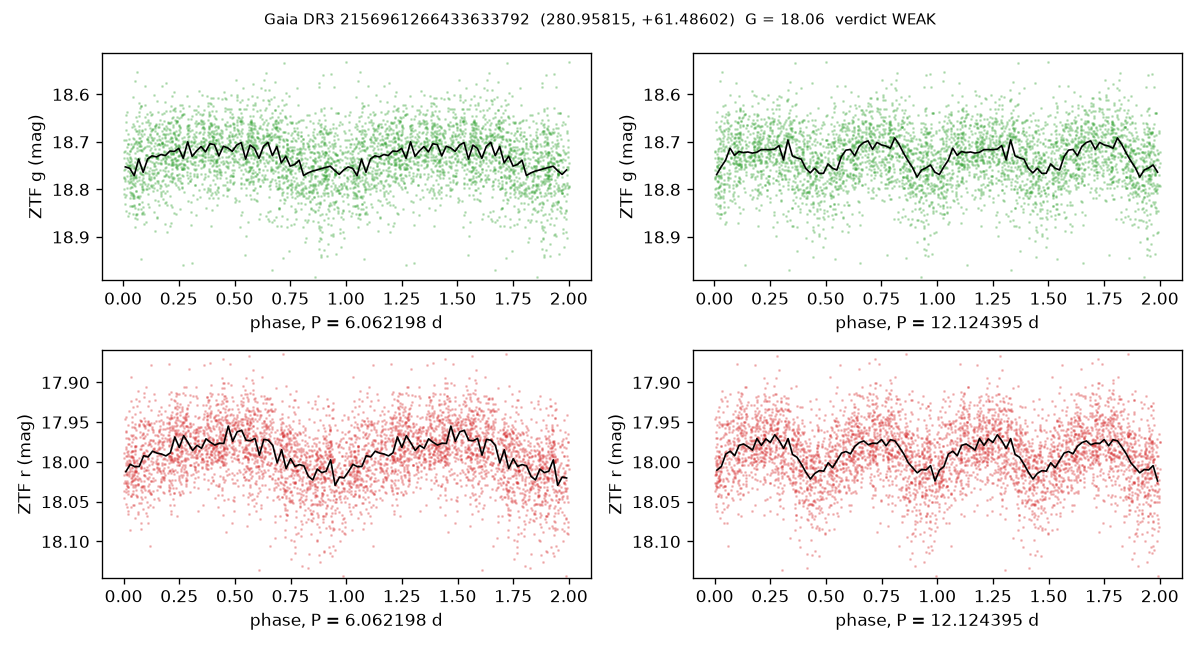 Gaia DR3 2156961266433633792 (280.95815, +61.48602) G = 18.06 verdict WEAK
ZTF g (mag)
18.6
18.7
18.8
18.9
0.00 0.25 0.50 0.75 1.00 1.25 1.50 1.75 2.00
phase, P = 6.062198 d
ZTF g (mag)
18.6
18.7
18.8
18.9
0.00 0.25 0.50 0.75 1.00 1.25 1.50 1.75 2.00
phase, P = 12.124395 d
ZTF r (mag)
17.90
17.95
18.00
18.05
18.10
0.00 0.25 0.50 0.75 1.00 1.25 1.50 1.75 2.00
phase, P = 6.062198 d
ZTF r (mag)
17.90
17.95
18.00
18.05
18.10
0.00 0.25 0.50 0.75 1.00 1.25 1.50 1.75 2.00
phase, P = 12.124395 d